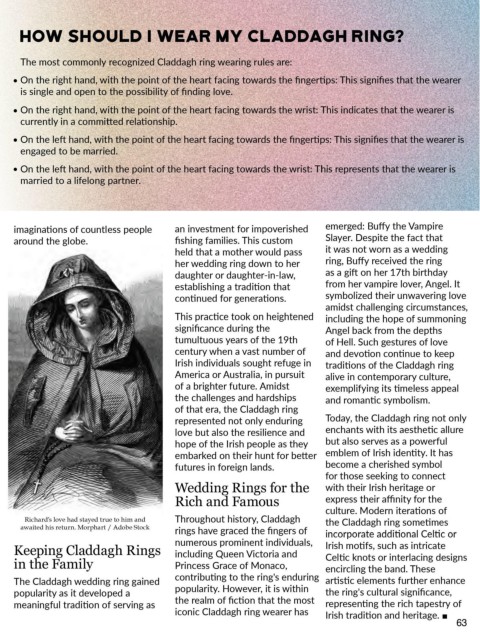 HOW SHOULD I WEAR MY CLADDAGH RING?
The most commonly recognized Claddagh ring wearing rules are:
• On the right hand, with the point of the heart facing towards the fingertips: This signifies that the wearer
is single and open to the possibility of finding love.
• On the right hand, with the point of the heart facing towards the wrist: This indicates that the wearer is
currently in a committed relationship.
• On the left hand, with the point of the heart facing towards the fingertips: This signifies that the wearer is
engaged to be married.
• On the left hand, with the point of the heart facing towards the wrist: This represents that the wearer is
married to a lifelong partner.
imaginations of countless people
around the globe.
Richard's love had stayed true to him and
awaited his return. Morphart / Adobe Stock
Keeping Claddagh Rings
in the Family
The Claddagh wedding ring gained
popularity as it developed a
meaningful tradition of serving as
an investment for impoverished
fishing families. This custom
held that a mother would pass
her wedding ring down to her
daughter or daughter-in-law,
establishing a tradition that
continued for generations.
This practice took on heightened
significance during the
tumultuous years of the 19th
century when a vast number of
Irish individuals sought refuge in
America or Australia, in pursuit
of a brighter future. Amidst
the challenges and hardships
of that era, the Claddagh ring
represented not only enduring
love but also the resilience and
hope of the Irish people as they
embarked on their hunt for better
futures in foreign lands.
Wedding Rings for the
Rich and Famous
Throughout history, Claddagh
rings have graced the fingers of
numerous prominent individuals,
including Queen Victoria and
Princess Grace of Monaco,
contributing to the ring's enduring
popularity. However, it is within
the realm of fiction that the most
iconic Claddagh ring wearer has
emerged: Buffy the Vampire
Slayer. Despite the fact that
it was not worn as a wedding
ring, Buffy received the ring
as a gift on her 17th birthday
from her vampire lover, Angel. It
symbolized their unwavering love
amidst challenging circumstances,
including the hope of summoning
Angel back from the depths
of Hell. Such gestures of love
and devotion continue to keep
traditions of the Claddagh ring
alive in contemporary culture,
exemplifying its timeless appeal
and romantic symbolism.
Today, the Claddagh ring not only
enchants with its aesthetic allure
but also serves as a powerful
emblem of Irish identity. It has
become a cherished symbol
for those seeking to connect
with their Irish heritage or
express their affinity for the
culture. Modern iterations of
the Claddagh ring sometimes
incorporate additional Celtic or
Irish motifs, such as intricate
Celtic knots or interlacing designs
encircling the band. These
artistic elements further enhance
the ring's cultural significance,
representing the rich tapestry of
Irish tradition and heritage. ■
63